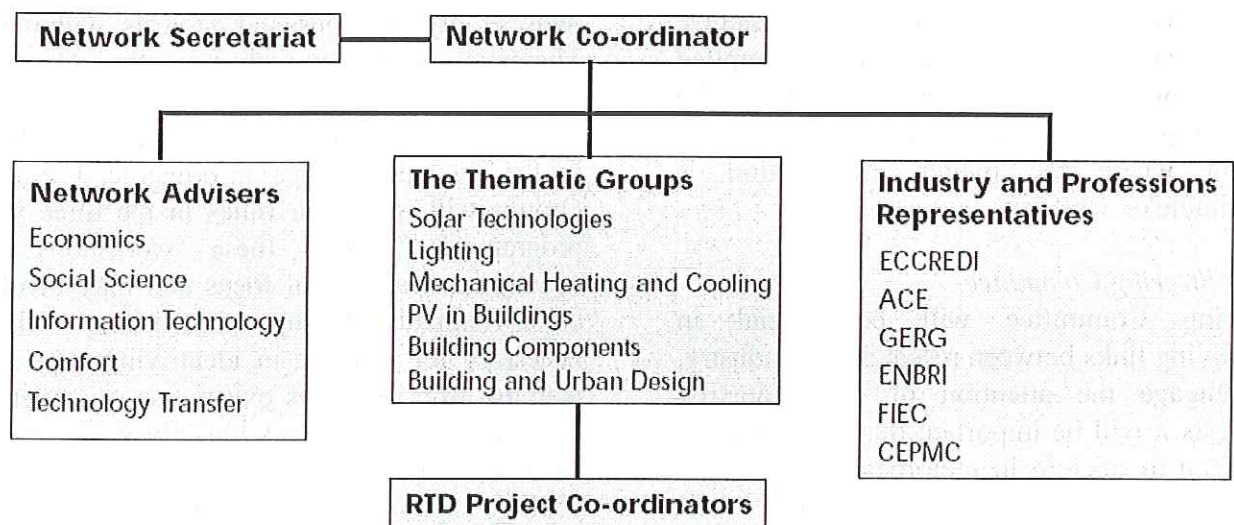 Network Secretariat
Network Co-ordinator
Network Advisers
Economics
Social Science
Information Technology
Comfort
Technology Transfer
The Thematic Groups
Solar Technologies
Lighting
Mechanical Heating and Cooling
PV in Buildings
Building Components
Building and Urban Design
Industry and Professions
Representatives
ECCREDI
ACE
GERG
ENBRI
FIEC
CEPMC
RTD Project Co-ordinators